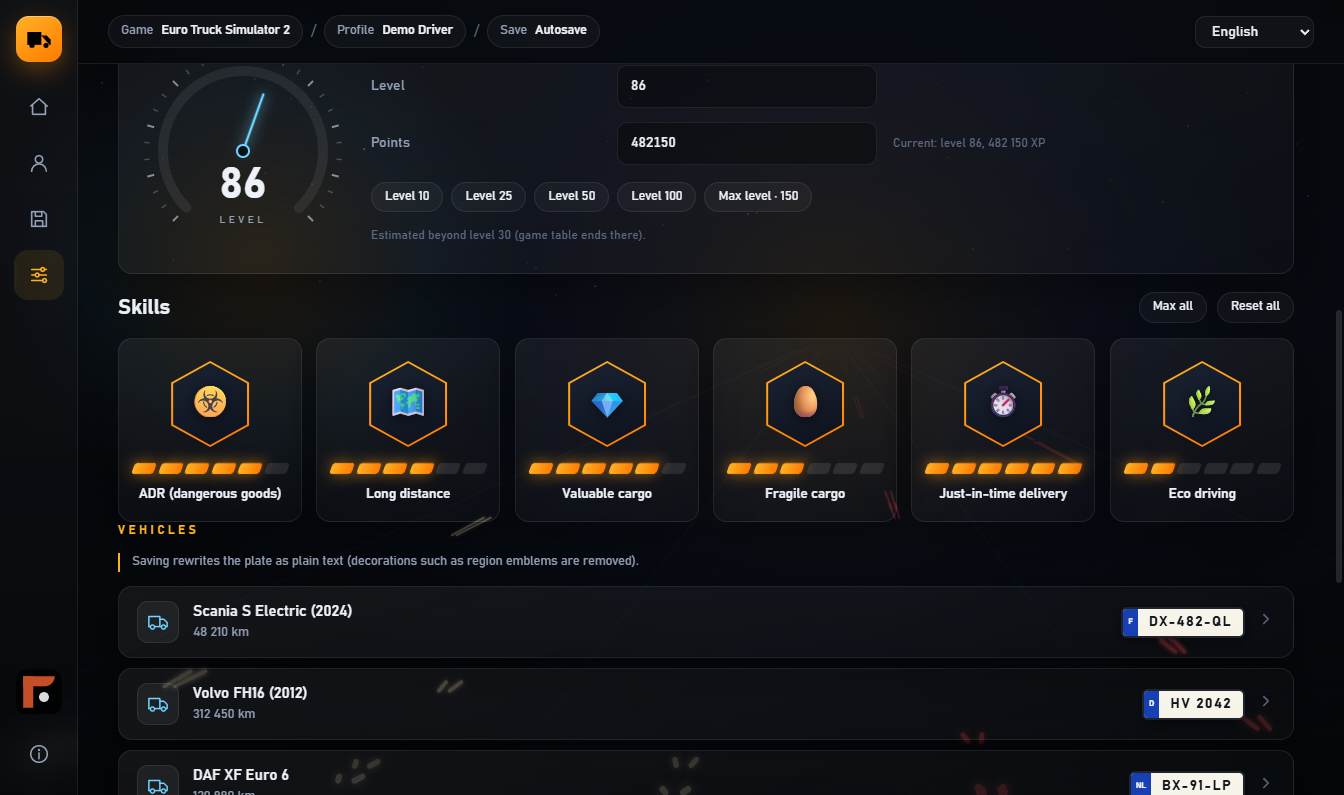 Game Euro Truck Simulator 2 / Profile Demo Driver / Save Autosave
English
Level 86
Points 482150 Current: level 86, 482 150 XP
86
LEVEL
Level 10 Level 25 Level 50 Level 100 Max level · 150
Estimated beyond level 30 (game table ends there).
Skills
Max all Reset all
ADR (dangerous goods) Long distance Valuable cargo Fragile cargo Just-in-time delivery Eco driving
VEHICLES
Saving rewrites the plate as plain text (decorations such as region emblems are removed).
Scania S Electric (2024)
48 210 km
F DX-482-QL
Volvo FH16 (2012)
312 450 km
D HV 2042
DAF XF Euro 6
NL BX-91-LP